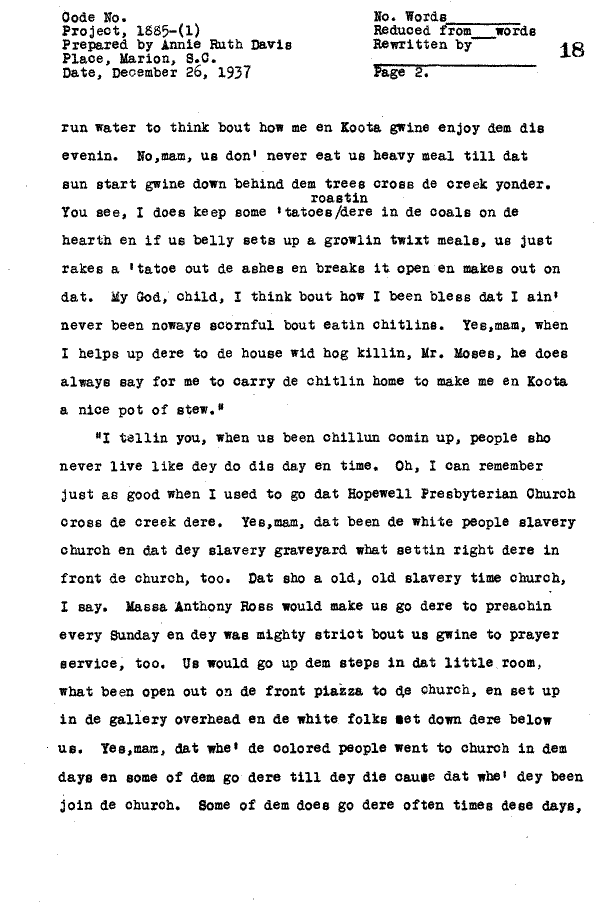 Code No.
Project, 1885-(1)
Prepared by Annie Ruth Davis
Place, Marion, S.C.
Date, December 26, 1937
No. Words
Reduced from words
Rewritten by
18
Page 2.
run water to think bout how me en Koota gwine enjoy dem dis
evenin. No,mam, us don' never eat us heavy meal till dat
sun start gwine down behind dem trees cross de creek yonder.
roastin
You see, I does keep some 'tatoes/dere in de coals on de
hearth en if us belly sets up a growlin twixt meals, us just
rakes a 'tatoe out de ashes en breaks it open en makes out on
dat. My God, child, I think bout how I been bless dat I ain'
never been noways scornful bout eatin chitlins. Yes,mam, when
I helps up dere to de house wid hog killin, Mr. Moses, he does
always say for me to carry de chitlin home to make me en Koota
a nice pot of stew."
"I tellin you, when us been chillun comin up, people sho
never live like dey do dis day en time. Oh, I can remember
just as good when I used to go dat Hopewell Presbyterian Church
cross de creek dere. Yes,mam, dat been de white people slavery
church en dat dey slavery graveyard what settin right dere in
front de church, too. Dat sho a old, old slavery time church,
I say. Massa Anthony Ross would make us go dere to preachin
every Sunday en dey was mighty strict bout us gwine to prayer
service, too. Us would go up dem steps in dat little room,
what been open out on de front piazza to de church, en set up
in de gallery overhead en de white folks set down dere below
us. Yes,mam, dat whe' de colored people went to church in dem
days en some of dem go dere till dey die cause dat whe' dey been
join de church. Some of dem does go dere often times dese days,